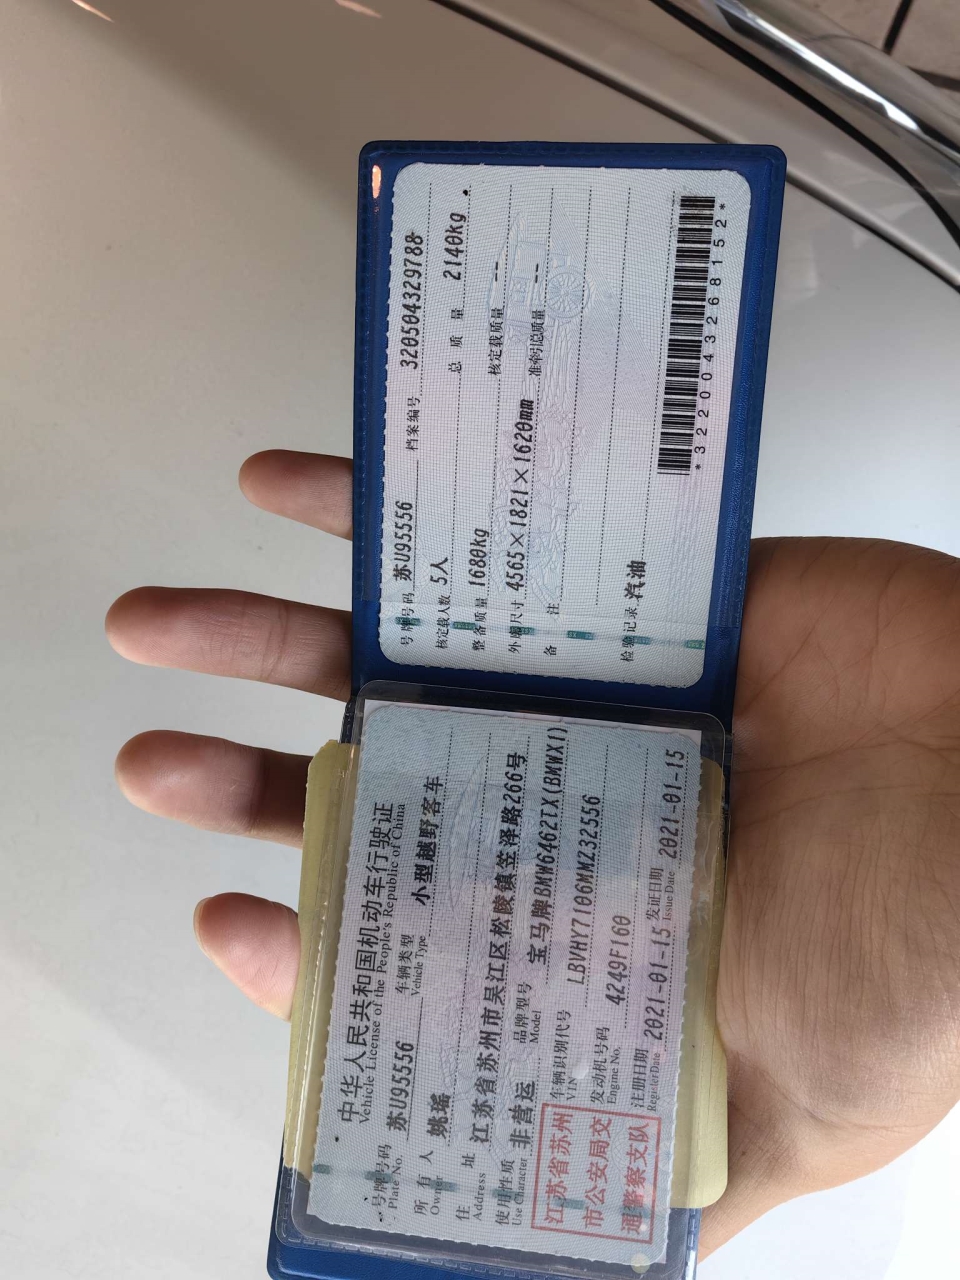 中华人民共和国机动车行驶证
Vehicle License of the People's Republic of China
号牌号码 苏U95556 车辆类型 小型越野客车
Plate No. Vehicle Type
所有人 姚瑶
Owner
住址 江苏省苏州市吴江区松陵镇笠泽路266号
Address
使用性质 非营运 品牌型号 宝马牌BMW6462IX(BMWX1)
Use Character Model
车辆识别代号 LBVHY7106MMZ32556
VIN
发动机号码 4249F160
Engine No.
注册日期 2021-01-15 发证日期 2021-01-15
Register Date Issue Date
江苏省苏州
市公安局交
通警察支队
号牌号码 苏U95556 档案编号 320504329788
核定载人数 5人 总质量 2140kg
整备质量 1680kg 核定载质量 --
外廓尺寸 4565×1821×1620mm 准牵引总质量 --
备注
检验记录 汽油
*3220043268152*